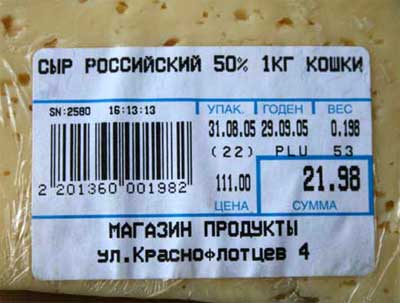 СЫР РОССИЙСКИЙ 50% 1КГ КОШКИ
SN:2580 16:13:13 УПАК. ГОДЕН ВЕС
31.08.05 29.09.05 0.198
(22) PLU 53
2 201360 001982 111.00 21.98
ЦЕНА СУММА
МАГАЗИН ПРОДУКТЫ
ул.Краснофлотцев 4